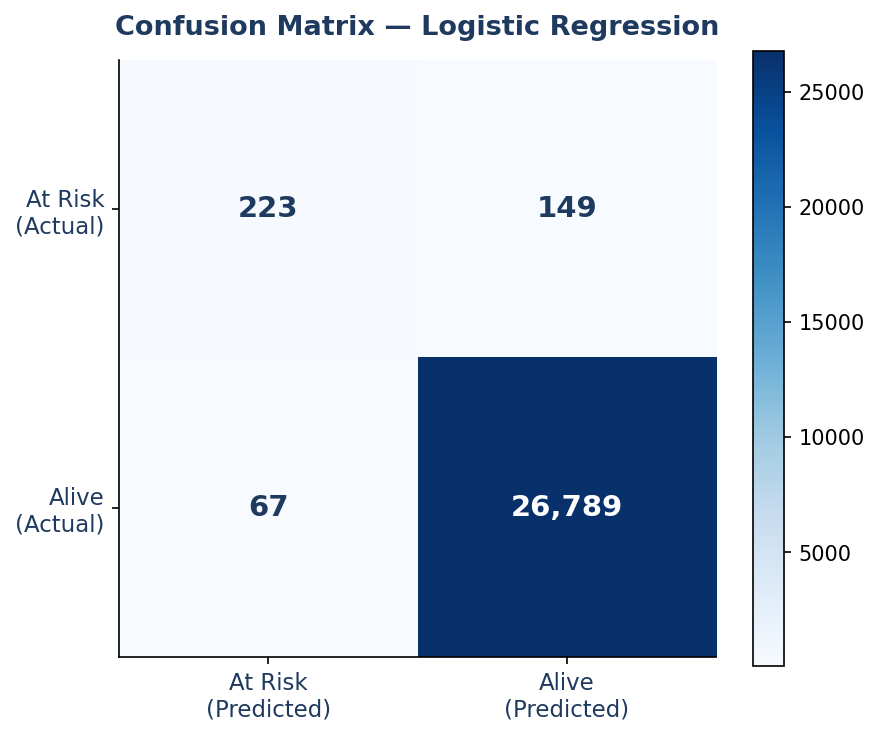 Confusion Matrix — Logistic Regression
At Risk
(Actual)
223
149
Alive
(Actual)
67
26,789
At Risk
(Predicted)
Alive
(Predicted)
25000
20000
15000
10000
5000